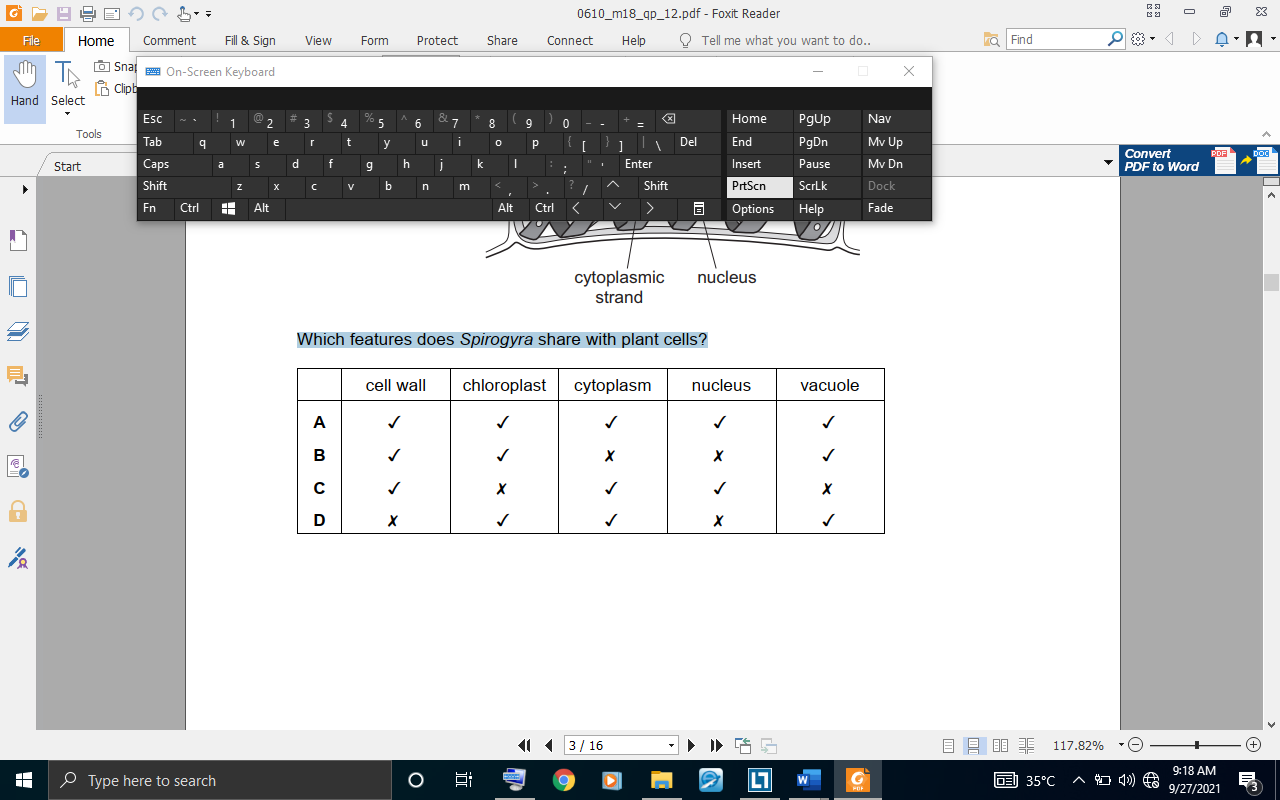 0610_m18_qp_12.pdf - Foxit Reader
File Home Comment Fill & Sign View Form Protect Share Connect Help Tell me what you want to do.. Find
Hand Select Snap Clipb
Tools
On-Screen Keyboard
Esc ~ ` ! 1 @ 2 # 3 $ 4 % 5 ^ 6 & 7 * 8 ( 9 ) 0 _ - + = Home PgUp Nav
Tab q w e r t y u i o p { [ } ] | \ Del End PgDn Mv Up
Caps a s d f g h j k l : ; " ' Enter Insert Pause Mv Dn
Shift z x c v b n m < , > . ? / Shift PrtScn ScrLk Dock
Fn Ctrl Alt Alt Ctrl Options Help Fade
Start
Convert
PDF to Word
PDF DOC
cytoplasmic
strand
nucleus
Which features does Spirogyra share with plant cells?
cell wall chloroplast cytoplasm nucleus vacuole
A ✓ ✓ ✓ ✓ ✓
B ✓ ✓ ✗ ✗ ✓
C ✓ ✗ ✓ ✓ ✗
D ✗ ✓ ✓ ✗ ✓
3 / 16
117.82%
Type here to search
35°C
9:18 AM
9/27/2021
3